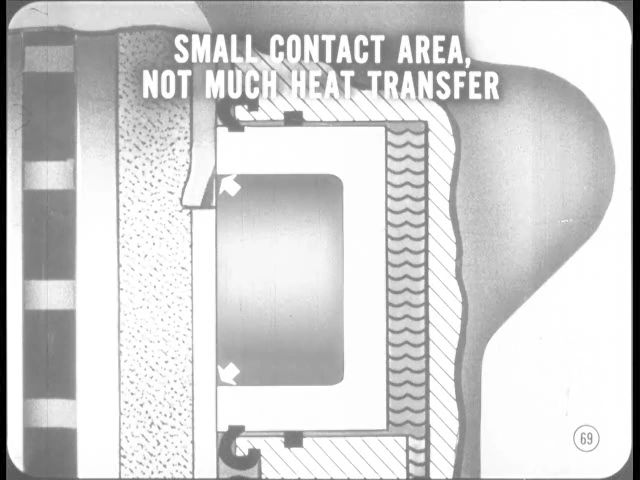 SMALL CONTACT AREA,
NOT MUCH HEAT TRANSFER
69